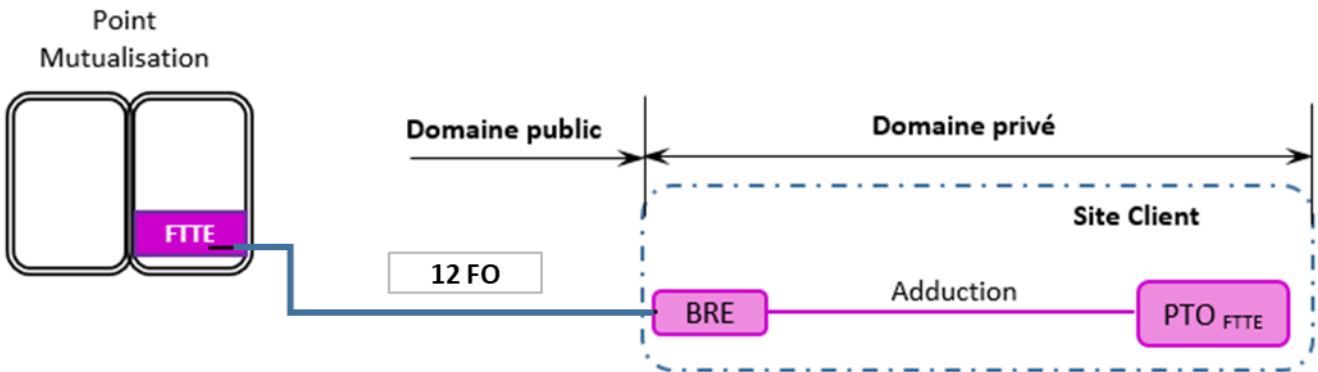 Point
Mutualisation
Domaine public
Domaine privé
Site Client
FTTE
12 FO
BRE
Adduction
PTO FTTE